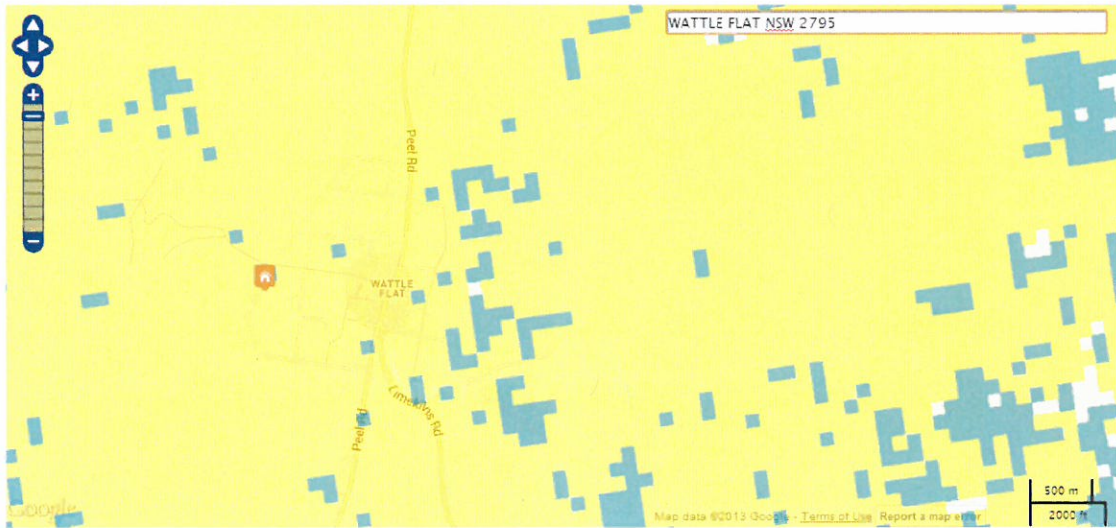 WATTLE FLAT NSW 2795
Peel Rd
WATTLE
FLAT
Limekilns Rd
Peel Rd
500 m
2000 ft
Google
Map data ©2013 Google - Terms of Use Report a map error